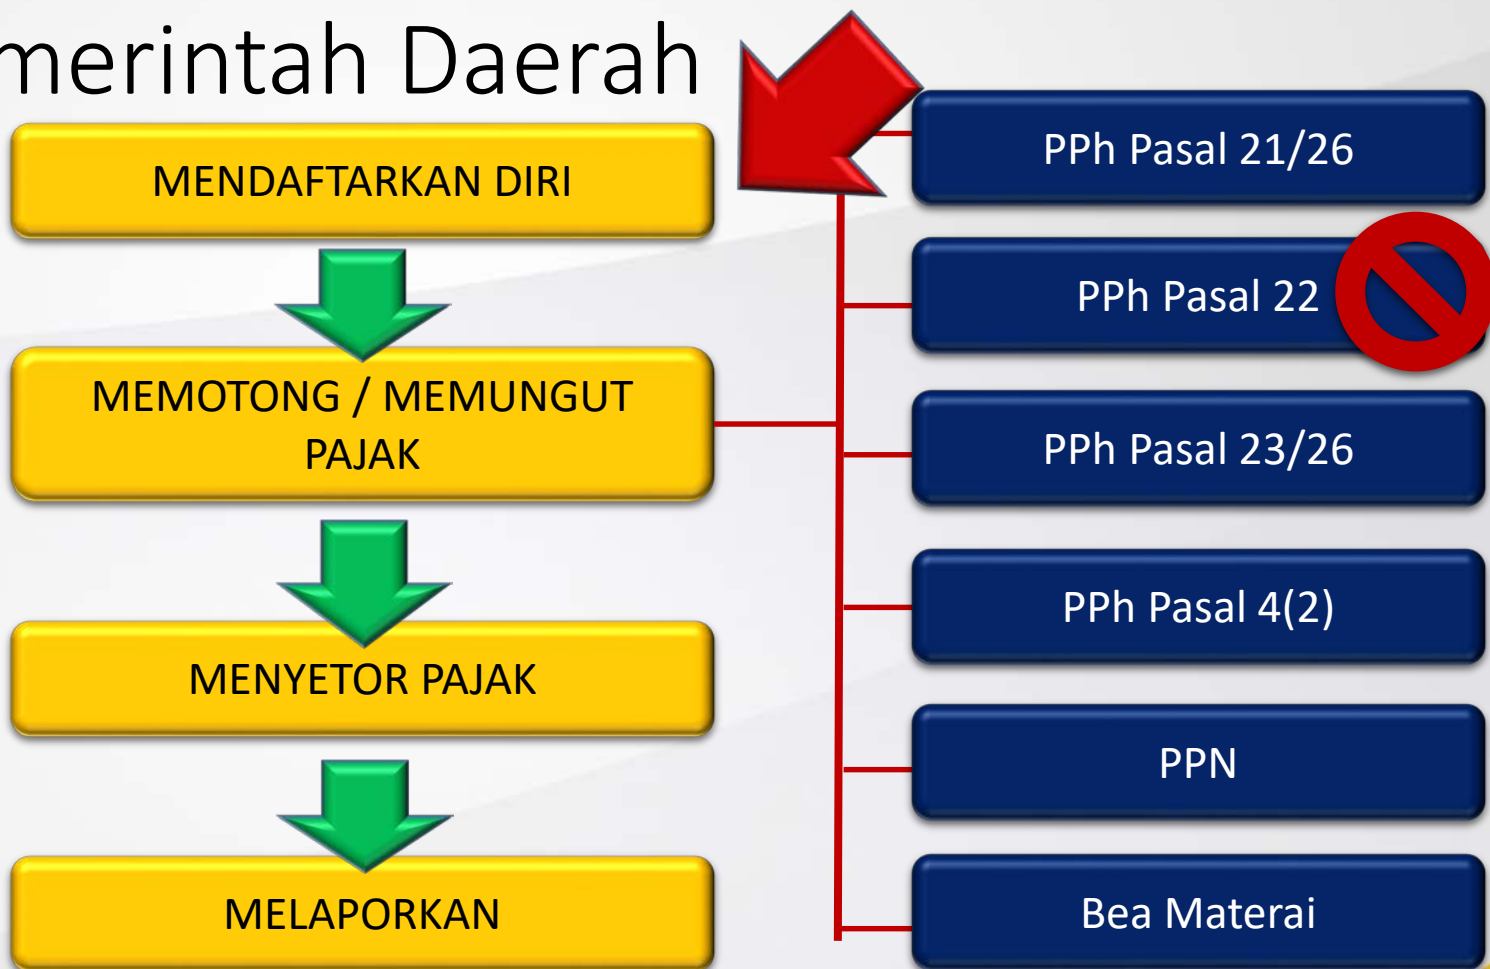 merintah Daerah
MENDAFTARKAN DIRI
MEMOTONG / MEMUNGUT
PAJAK
MENYETOR PAJAK
MELAPORKAN
PPh Pasal 21/26
PPh Pasal 22
PPh Pasal 23/26
PPh Pasal 4(2)
PPN
Bea Materai